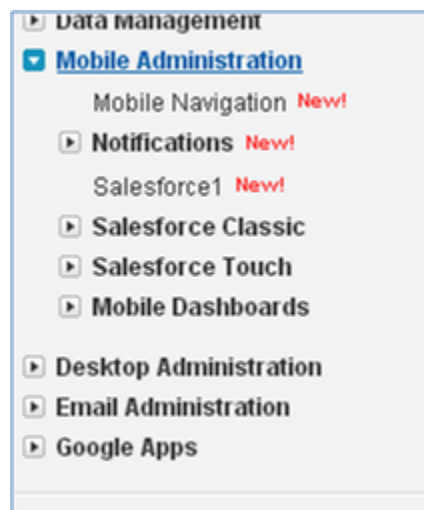 Data Management
Mobile Administration
Mobile Navigation New!
Notifications New!
Salesforce1 New!
Salesforce Classic
Salesforce Touch
Mobile Dashboards
Desktop Administration
Email Administration
Google Apps